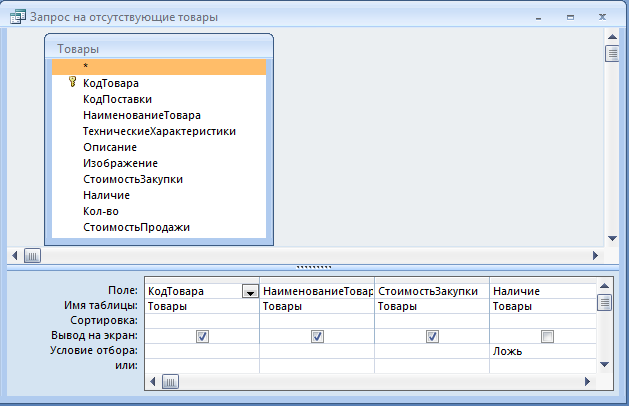 Запрос на отсутствующие товары
Товары
*
КодТовара
КодПоставки
НаименованиеТовара
ТехническиеХарактеристики
Описание
Изображение
СтоимостьЗакупки
Наличие
Кол-во
СтоимостьПродажи
Поле: КодТовара НаименованиеТовар СтоимостьЗакупки Наличие
Имя таблицы: Товары Товары Товары Товары
Сортировка:
Вывод на экран:
Условие отбора: Ложь
или: